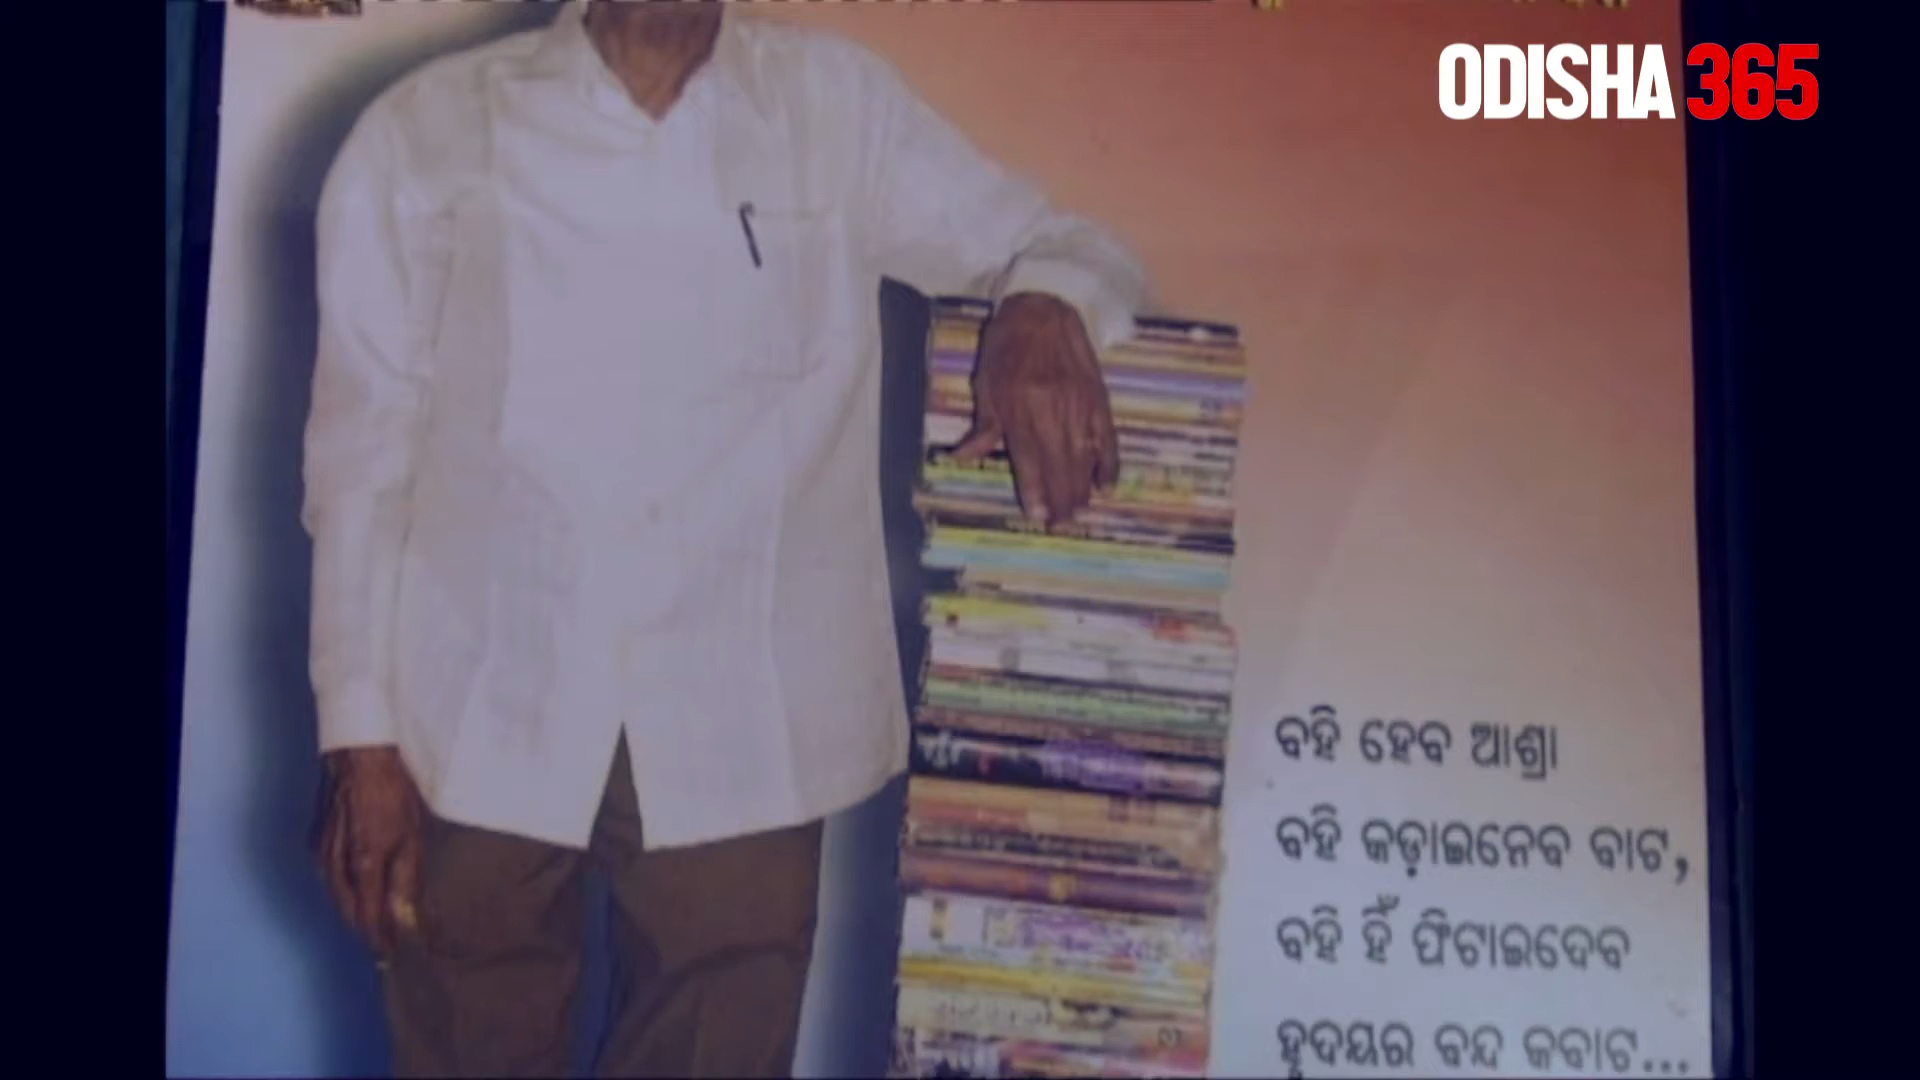 ODISHA 365
ବହି ହେବ ଆଶ୍ରା
ବହି କଢ଼ାଇନେବ ବାଟ,
ବହି ହିଁ ଫିଟାଇଦେବ
ହୃଦୟର ବନ୍ଦ କବାଟ...